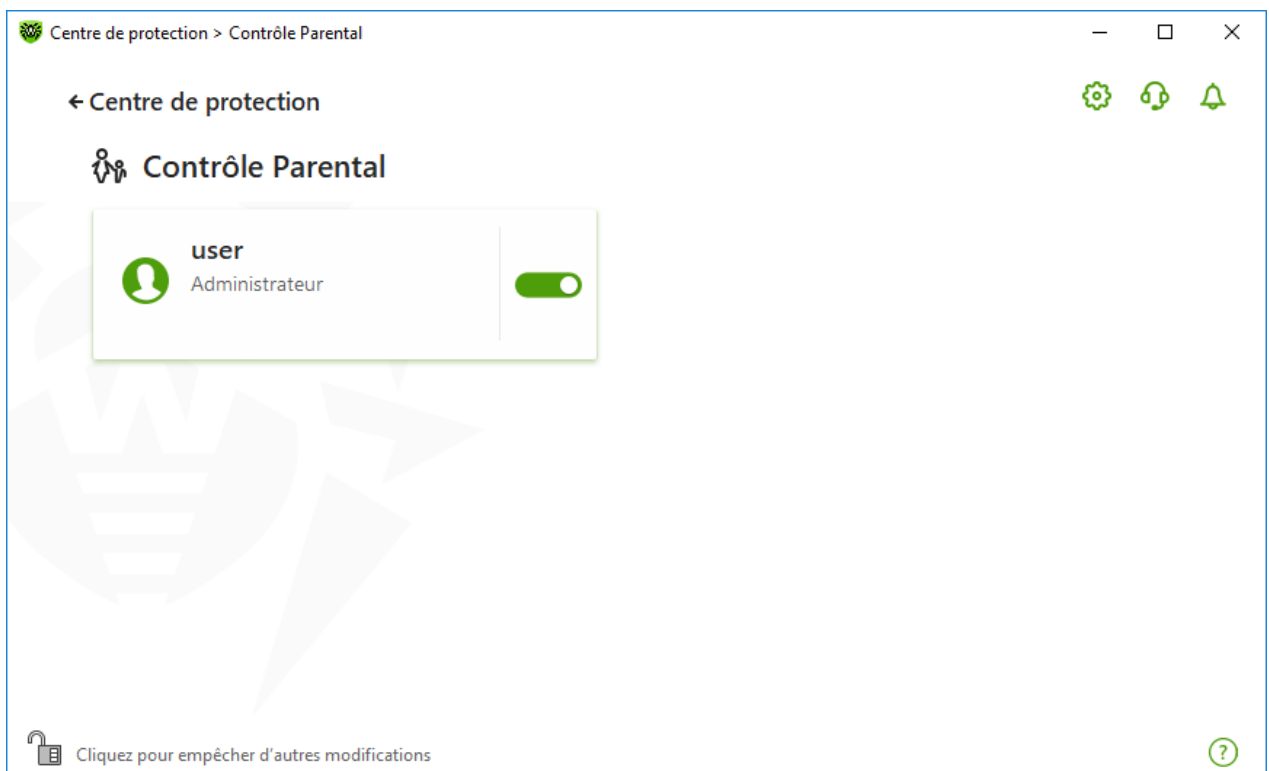 Centre de protection > Contrôle Parental
Centre de protection
Contrôle Parental
user
Administrateur
Cliquez pour empêcher d'autres modifications
?